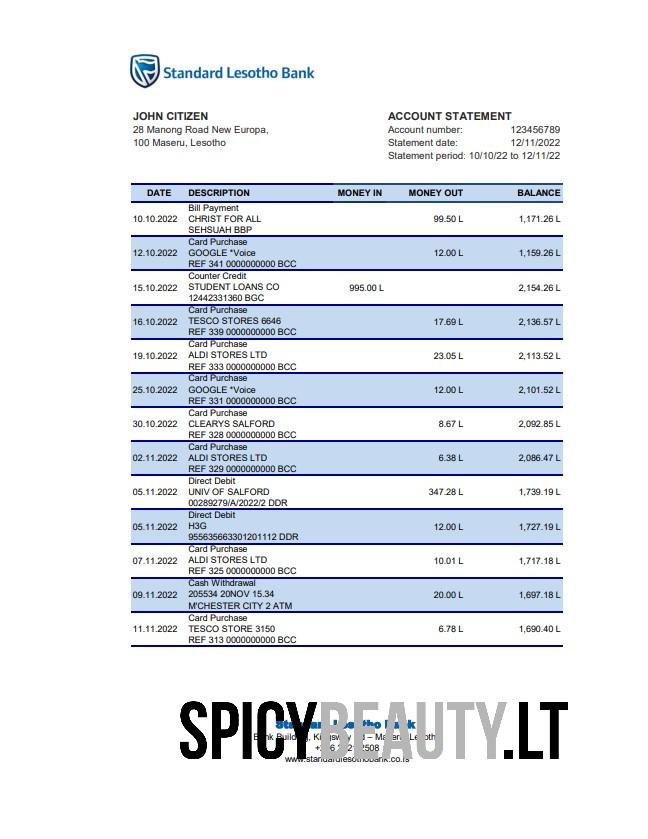 Standard Lesotho Bank
JOHN CITIZEN
28 Manong Road New Europa,
100 Maseru, Lesotho
ACCOUNT STATEMENT
Account number: 123456789
Statement date: 12/11/2022
Statement period: 10/10/22 to 12/11/22
DATE DESCRIPTION MONEY IN MONEY OUT BALANCE
Bill Payment
10.10.2022 CHRIST FOR ALL 99.50 L 1,171.26 L
SEHSUAH BBP
Card Purchase
12.10.2022 GOOGLE *Voice 12.00 L 1,159.26 L
REF 341 0000000000 BCC
Counter Credit
15.10.2022 STUDENT LOANS CO 995.00 L 2,154.26 L
12442331360 BGC
Card Purchase
16.10.2022 TESCO STORES 6646 17.69 L 2,136.57 L
REF 339 0000000000 BCC
Card Purchase
19.10.2022 ALDI STORES LTD 23.05 L 2,113.52 L
REF 333 0000000000 BCC
Card Purchase
25.10.2022 GOOGLE *Voice 12.00 L 2,101.52 L
REF 331 0000000000 BCC
Card Purchase
30.10.2022 CLEARYS SALFORD 8.67 L 2,092.85 L
REF 328 0000000000 BCC
Card Purchase
02.11.2022 ALDI STORES LTD 6.38 L 2,086.47 L
REF 329 0000000000 BCC
Direct Debit
05.11.2022 UNIV OF SALFORD 347.28 L 1,739.19 L
00289279/A/2022/2 DDR
Direct Debit
05.11.2022 H3G 12.00 L 1,727.19 L
955635663301201112 DDR
Card Purchase
07.11.2022 ALDI STORES LTD 10.01 L 1,717.18 L
REF 325 0000000000 BCC
Cash Withdrawal
09.11.2022 205534 20NOV 15.34 20.00 L 1,697.18 L
M'CHESTER CITY 2 ATM
Card Purchase
11.11.2022 TESCO STORE 3150 6.78 L 1,690.40 L
REF 313 0000000000 BCC
SPICYBEAUTY.LT
Standard Lesotho Bank
www.standardlesothobank.co.ls